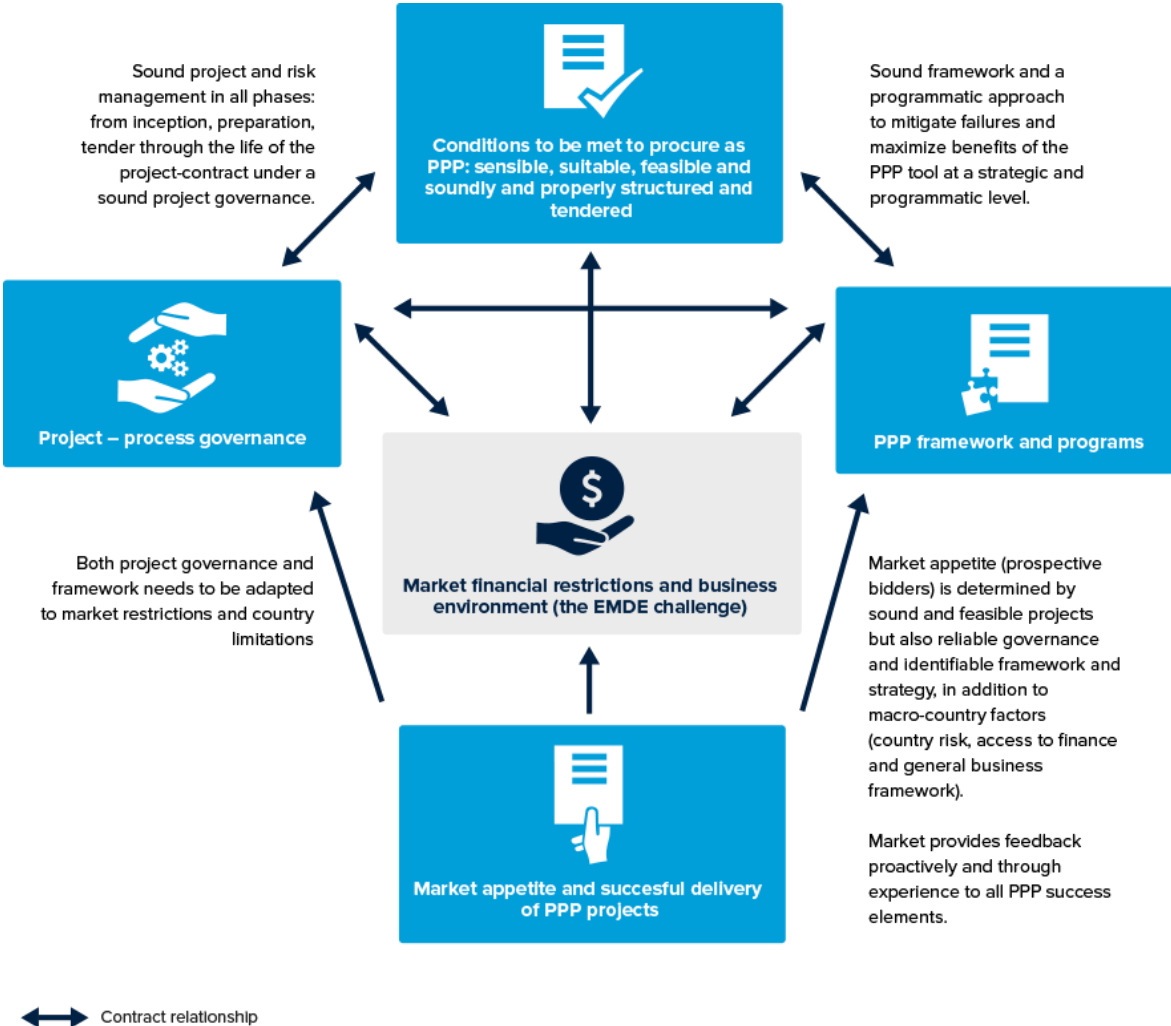 Sound project and risk
management in all phases:
from inception, preparation,
tender through the life of the
project-contract under a
sound project governance.
Conditions to be met to procure as
PPP: sensible, suitable, feasible and
soundly and properly structured and
tendered
Sound framework and a
programmatic approach
to mitigate failures and
maximize benefits of the
PPP tool at a strategic and
programmatic level.
Project – process governance
PPP framework and programs
$
Market financial restrictions and business
environment (the EMDE challenge)
Both project governance and
framework needs to be adapted
to market restrictions and country
limitations
Market appetite (prospective
bidders) is determined by
sound and feasible projects
but also reliable governance
and identifiable framework and
strategy, in addition to
macro-country factors
(country risk, access to finance
and general business
framework).
Market provides feedback
proactively and through
experience to all PPP success
elements.
Market appetite and succesful delivery
of PPP projects
Contract relationship